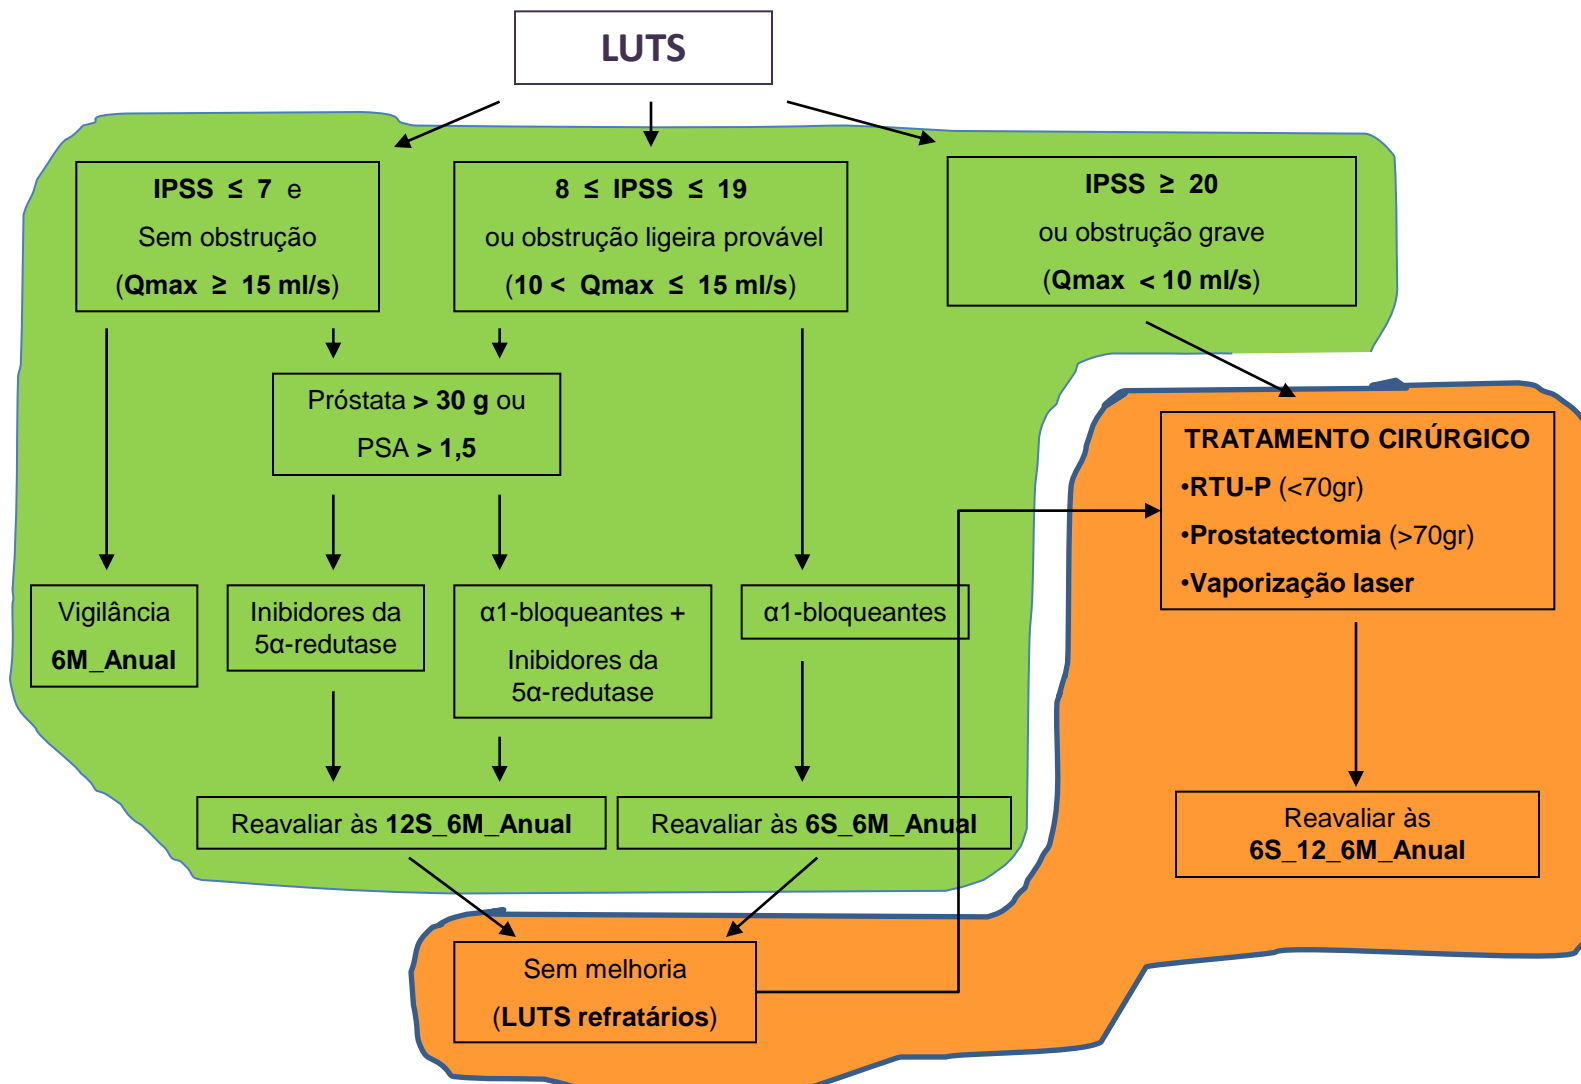 LUTS
IPSS ≤ 7 e
Sem obstrução
(Qmax ≥ 15 ml/s)
8 ≤ IPSS ≤ 19
ou obstrução ligeira provável
(10 < Qmax ≤ 15 ml/s)
IPSS ≥ 20
ou obstrução grave
(Qmax < 10 ml/s)
Próstata > 30 g ou
PSA > 1,5
TRATAMENTO CIRÚRGICO
•RTU-P (<70gr)
•Prostatectomia (>70gr)
•Vaporização laser
Vigilância
6M_Anual
Inibidores da
5α-redutase
α1-bloqueantes +
Inibidores da
5α-redutase
α1-bloqueantes
Reavaliar às 12S_6M_Anual
Reavaliar às 6S_6M_Anual
Reavaliar às
6S_12_6M_Anual
Sem melhoria
(LUTS refratários)